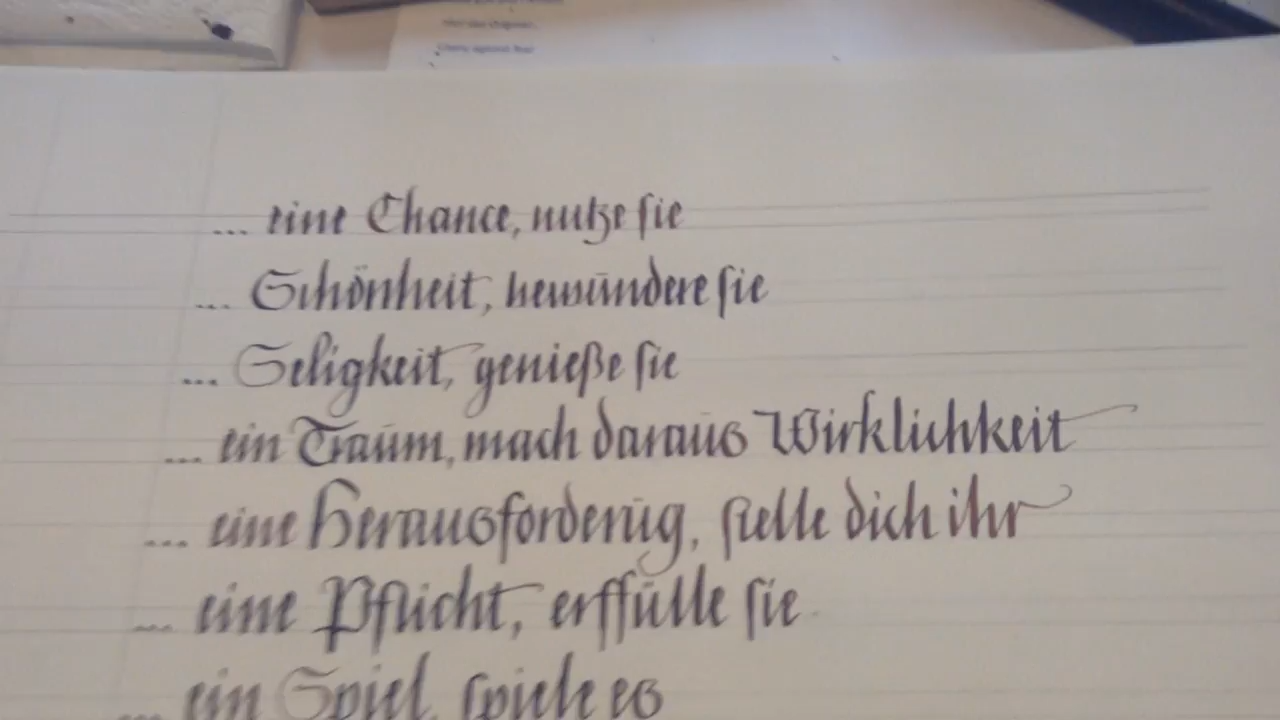 ... eine Chance, nutze sie
... Schönheit, bewundere sie
... Seligkeit, genieße sie
... ein Traum, mach daraus Wirklichkeit
... eine Herausforderug, stelle dich ihr
... eine Pflicht, erffülle sie
... ein Spiel, spiele es